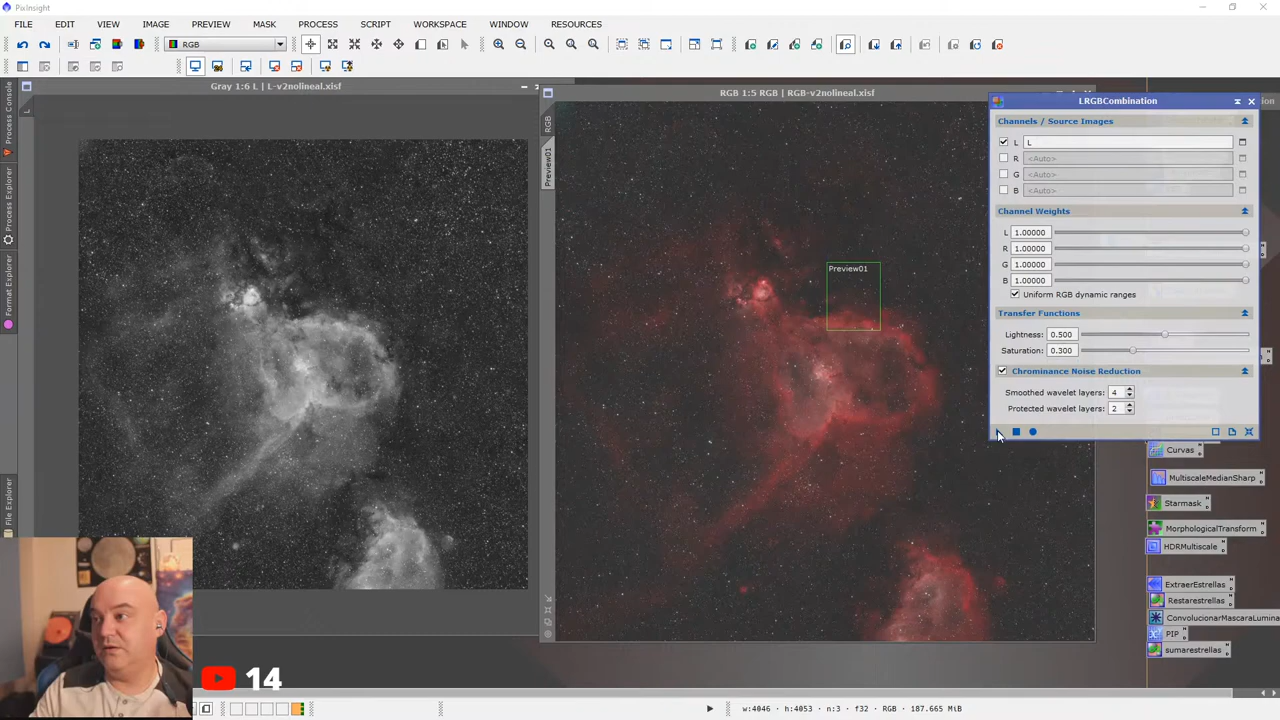 PixInsight
FILE EDIT VIEW IMAGE PREVIEW MASK PROCESS SCRIPT WORKSPACE WINDOW RESOURCES
RGB
Gray 1:6 L | L-v2nolineal.xisf
RGB 1:5 RGB | RGB-v2nolineal.xisf
Process Console
Process Explorer
Format Explorer
File Explorer
RGB
Preview01
Preview01
LRGBCombination
Channels / Source Images
L L
R <Auto>
G <Auto>
B <Auto>
Channel Weights
L 1.00000
R 1.00000
G 1.00000
B 1.00000
Uniform RGB dynamic ranges
Transfer Functions
Lightness: 0.500
Saturation: 0.300
Chrominance Noise Reduction
Smoothed wavelet layers: 4
Protected wavelet layers: 2
Curvas
MultiscaleMedianSharp
Starmask
MorphologicalTransform
HDRMultiscale
ExtraerEstrellas
Restarestrellas
ConvolucionarMascaraLumina
PIP
sumarestrellas
14
w:4046 · h:4053 · n:3 · f32 · RGB · 187.665 MiB